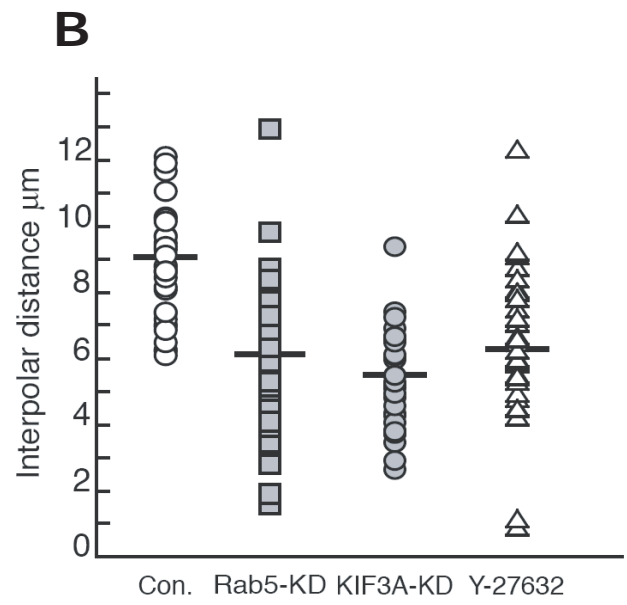 B
Interpolar distance μm
12
10
8
6
4
2
0
Con. Rab5-KD KIF3A-KD Y-27632